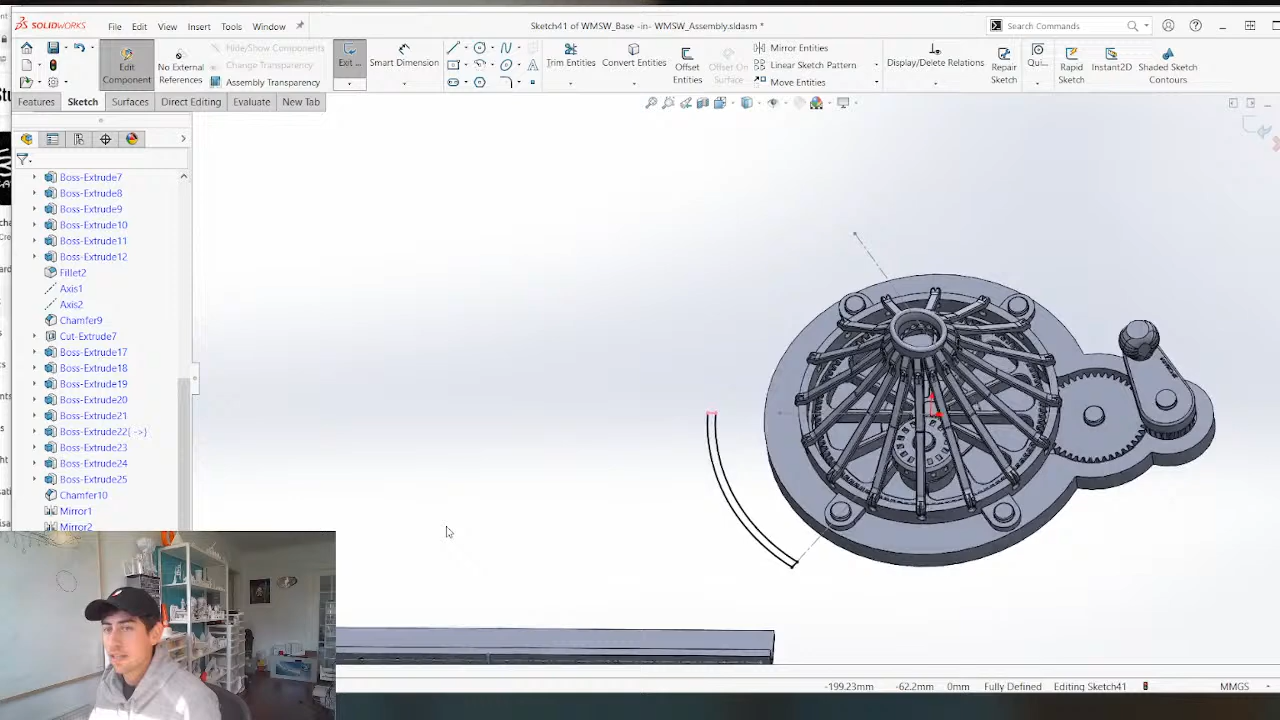 SOLIDWORKS File Edit View Insert Tools Window Sketch41 of WMSW_Base -in- WMSW_Assembly.sldasm * Search Commands
Edit Component No External References Hide/Show Components Change Transparency Assembly Transparency Exit ... Smart Dimension Trim Entities Convert Entities Offset Entities Offset On Surface Mirror Entities Linear Sketch Pattern Move Entities Display/Delete Relations Repair Sketch Qui... Rapid Sketch Instant2D Shaded Sketch Contours
Features Sketch Surfaces Direct Editing Evaluate New Tab
Boss-Extrude7
Boss-Extrude8
Boss-Extrude9
Boss-Extrude10
Boss-Extrude11
Boss-Extrude12
Fillet2
Axis1
Axis2
Chamfer9
Cut-Extrude7
Boss-Extrude17
Boss-Extrude18
Boss-Extrude19
Boss-Extrude20
Boss-Extrude21
Boss-Extrude22{ ->}
Boss-Extrude23
Boss-Extrude24
Boss-Extrude25
Chamfer10
Mirror1
Mirror2
-199.23mm -62.2mm 0mm Fully Defined Editing Sketch41 MMGS